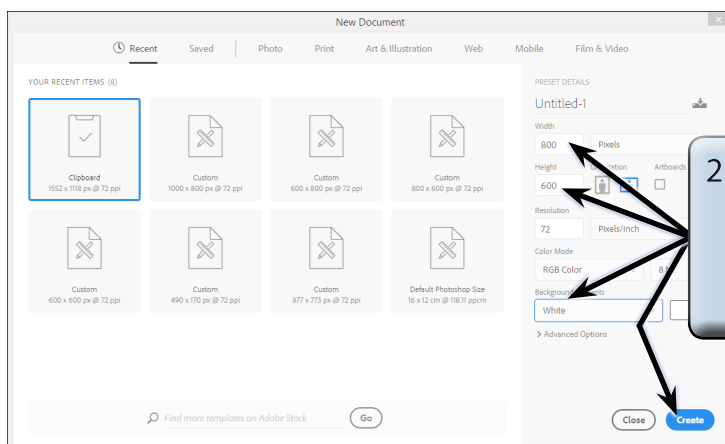 New Document
Recent Saved Photo Print Art & Illustration Web Mobile Film & Video
YOUR RECENT ITEMS (8)
Clipboard
1552 x 1118 px @ 72 ppi
Custom
1000 x 800 px @ 72 ppi
Custom
600 x 800 px @ 72 ppi
Custom
800 x 600 px @ 72 ppi
Custom
600 x 600 px @ 72 ppi
Custom
490 x 170 px @ 72 ppi
Custom
877 x 773 px @ 72 ppi
Default Photoshop Size
16 x 12 cm @ 118.11 ppcm
Find more templates on Adobe Stock
Go
PRESET DETAILS
Untitled-1
Width
800 Pixels
Height Artboards
600
Resolution
72 Pixels/Inch
Color Mode
RGB Color 8
White
Advanced Options
Close Create
2